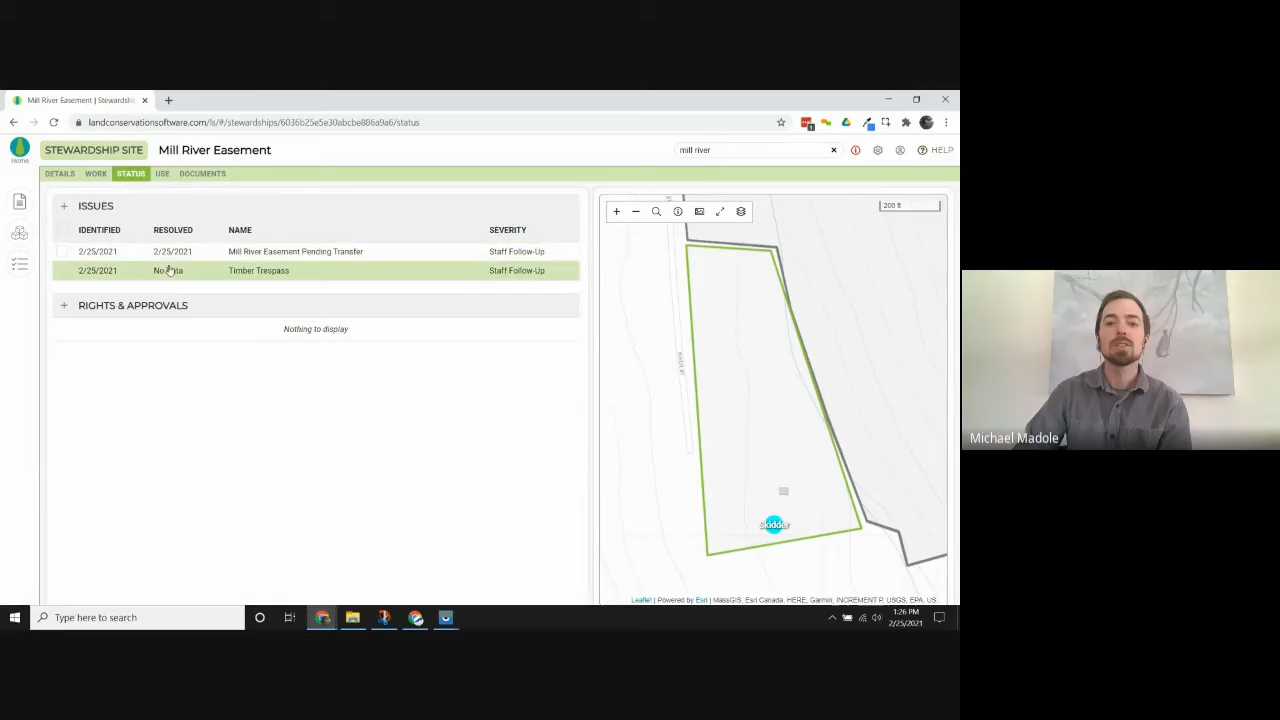 Mill River Easement | Stewardshi
landconservationsoftware.com/ls/#/stewardships/6036b25e5e30abcbe886a9a6/status
Home
STEWARDSHIP SITE
Mill River Easement
mill river
HELP
DETAILS WORK STATUS USE DOCUMENTS
ISSUES
IDENTIFIED RESOLVED NAME SEVERITY
2/25/2021 2/25/2021 Mill River Easement Pending Transfer Staff Follow-Up
2/25/2021 No Timber Trespass Staff Follow-Up
RIGHTS & APPROVALS
Nothing to display
200 ft
Skidder
Leaflet | Powered by Esri | MassGIS, Esri Canada, HERE, Garmin, INCREMENT P, USGS, EPA, US...
Michael Madole
Type here to search
1:26 PM
2/25/2021